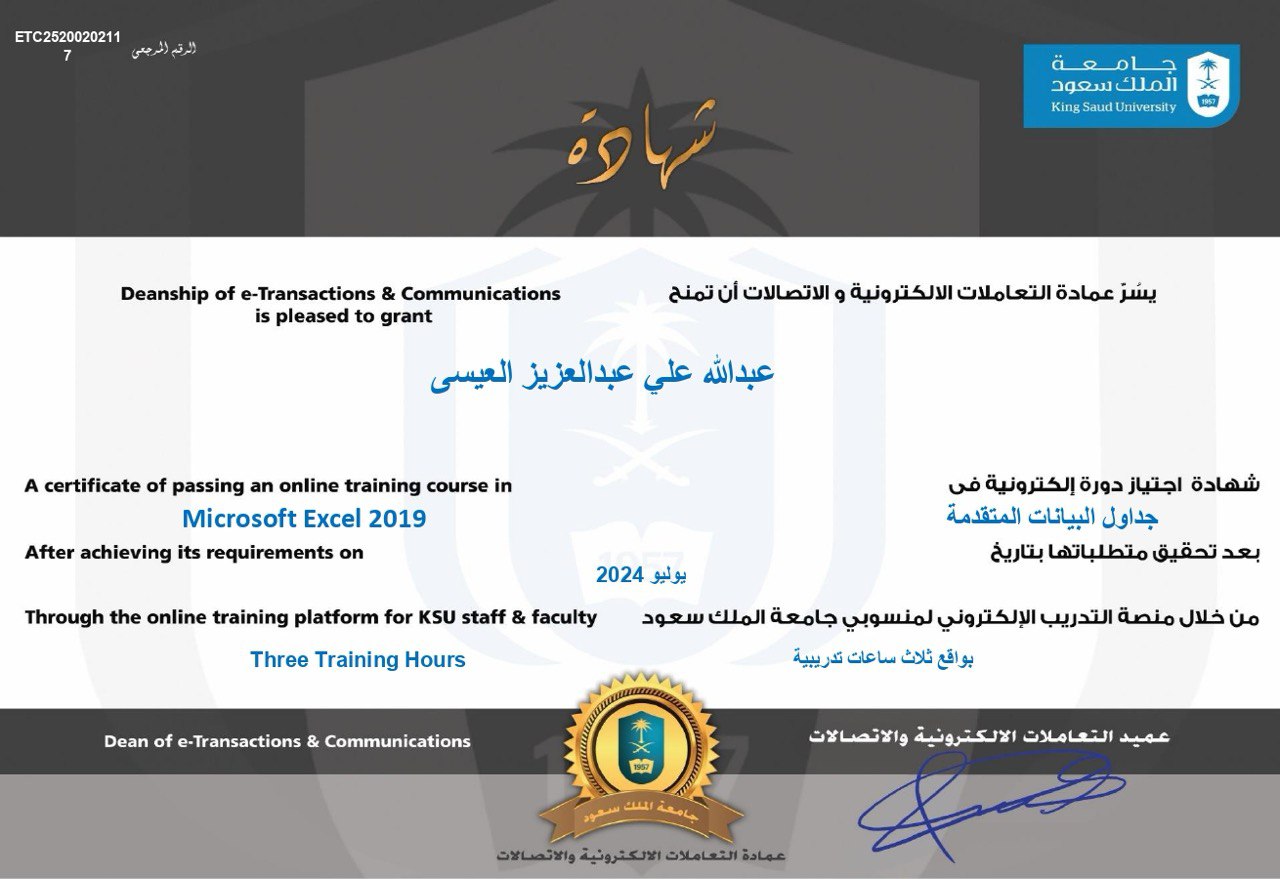 ETC2520020211
7
الرقم المرجعي
جامعة
الملك سعود
King Saud University
1957
شهادة
Deanship of e-Transactions & Communications
is pleased to grant
يسُرّ عمادة التعاملات الالكترونية و الاتصالات أن تمنح
عبدالله علي عبدالعزيز العيسى
A certificate of passing an online training course in
شهادة اجتياز دورة إلكترونية فى
Microsoft Excel 2019
جداول البيانات المتقدمة
After achieving its requirements on
بعد تحقيق متطلباتها بتاريخ
يوليو 2024
Through the online training platform for KSU staff & faculty
من خلال منصة التدريب الإلكتروني لمنسوبي جامعة الملك سعود
Three Training Hours
بواقع ثلاث ساعات تدريبية
Dean of e-Transactions & Communications
عميد التعاملات الالكترونية والاتصالات
1957
جامعة الملك سعود
عمادة التعاملات الالكترونية والاتصالات
1957
1957